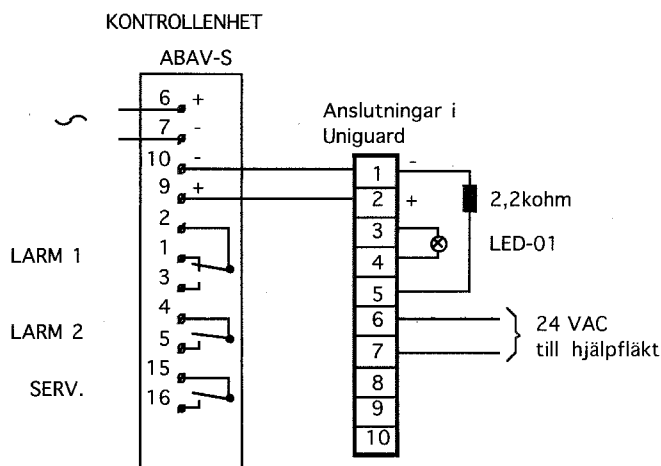 KONTROLLENHET
ABAV-S
6 +
7 -
10 -
9 +
2
1
3
4
5
15
16
LARM 1
LARM 2
SERV.
Anslutningar i
Uniguard
1 -
2 +
3
4
5
6
7
8
9
10
2,2kohm
LED-01
24 VAC
till hjälpfläkt